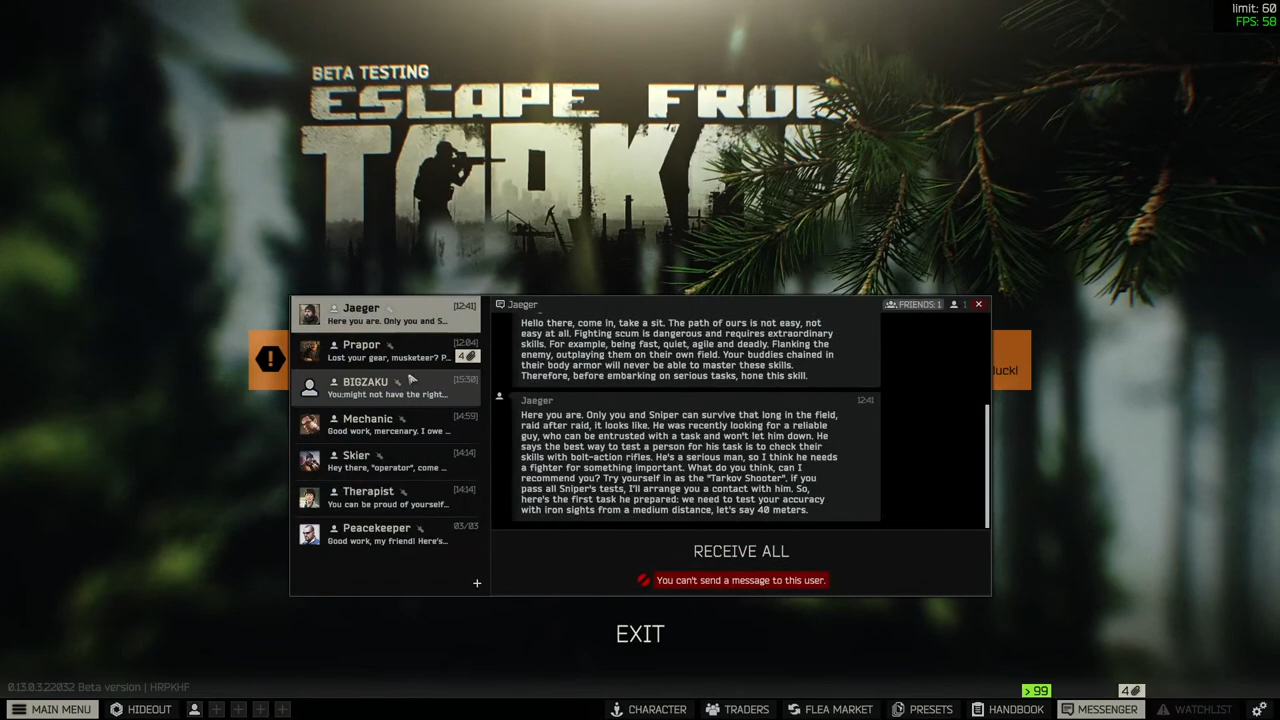 limit: 60
FPS: 58
BETA TESTING
ESCAPE FROM
TARKOV
Jaeger
[12:41]
Here you are. Only you and S...
Prapor
[12:04]
Lost your gear, musketeer? P...
4
BIGZAKU
[15:30]
You:might not have the right...
Mechanic
[14:59]
Good work, mercenary. I owe ...
Skier
[14:14]
Hey there, "operator", come ...
Therapist
[14:14]
You can be proud of yourself...
Peacekeeper
03/03
Good work, my friend! Here's...
+
Jaeger
FRIENDS: 1
1
Hello there, come in, take a sit. The path of ours is not easy, not
easy at all. Fighting scum is dangerous and requires extraordinary
skills. For example, being fast, quiet, agile and deadly. Flanking the
enemy, outplaying them on their own field. Your buddies chained in
their body armor will never be able to master these skills.
Therefore, before embarking on serious tasks, hone this skill.
Jaeger
12:41
Here you are. Only you and Sniper can survive that long in the field,
raid after raid, it looks like. He was recently looking for a reliable
guy, who can be entrusted with a task and won't let him down. He
says the best way to test a person for his task is to check their
skills with bolt-action rifles. He's a serious man, so I think he needs
a fighter for something important. What do you think, can I
recommend you? Try yourself in as the "Tarkov Shooter". if you
pass all Sniper's tests, I'll arrange you a contact with him. So,
here's the first task he prepared: we need to test your accuracy
with iron sights from a medium distance, let's say 40 meters.
RECEIVE ALL
You can't send a message to this user.
luck!
EXIT
0.13.0.3.22032 Beta version | HRPKHF
> 99
4
MAIN MENU
HIDEOUT
CHARACTER
TRADERS
FLEA MARKET
PRESETS
HANDBOOK
MESSENGER
WATCHLIST